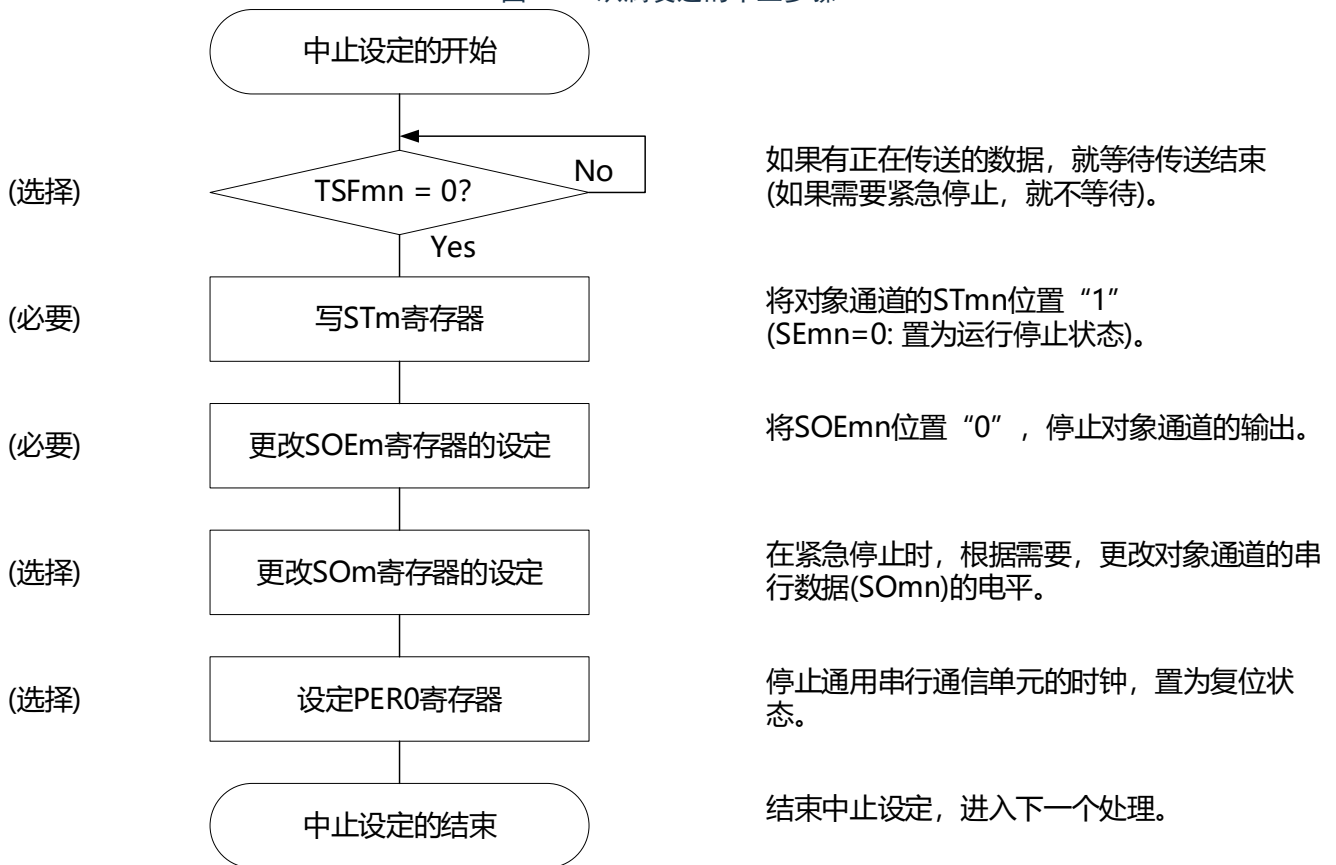 中止设定的开始
(选择)
TSFmn = 0?
No
Yes
如果有正在传送的数据，就等待传送结束
(如果需要紧急停止，就不等待)。
(必要)
写STm寄存器
将对象通道的STmn位置“1”
(SEmn=0: 置为运行停止状态)。
(必要)
更改SOEm寄存器的设定
将SOEmn位置“0”，停止对象通道的输出。
(选择)
更改SOm寄存器的设定
在紧急停止时，根据需要，更改对象通道的串
行数据(SOmn)的电平。
(选择)
设定PER0寄存器
停止通用串行通信单元的时钟，置为复位状
态。
中止设定的结束
结束中止设定，进入下一个处理。